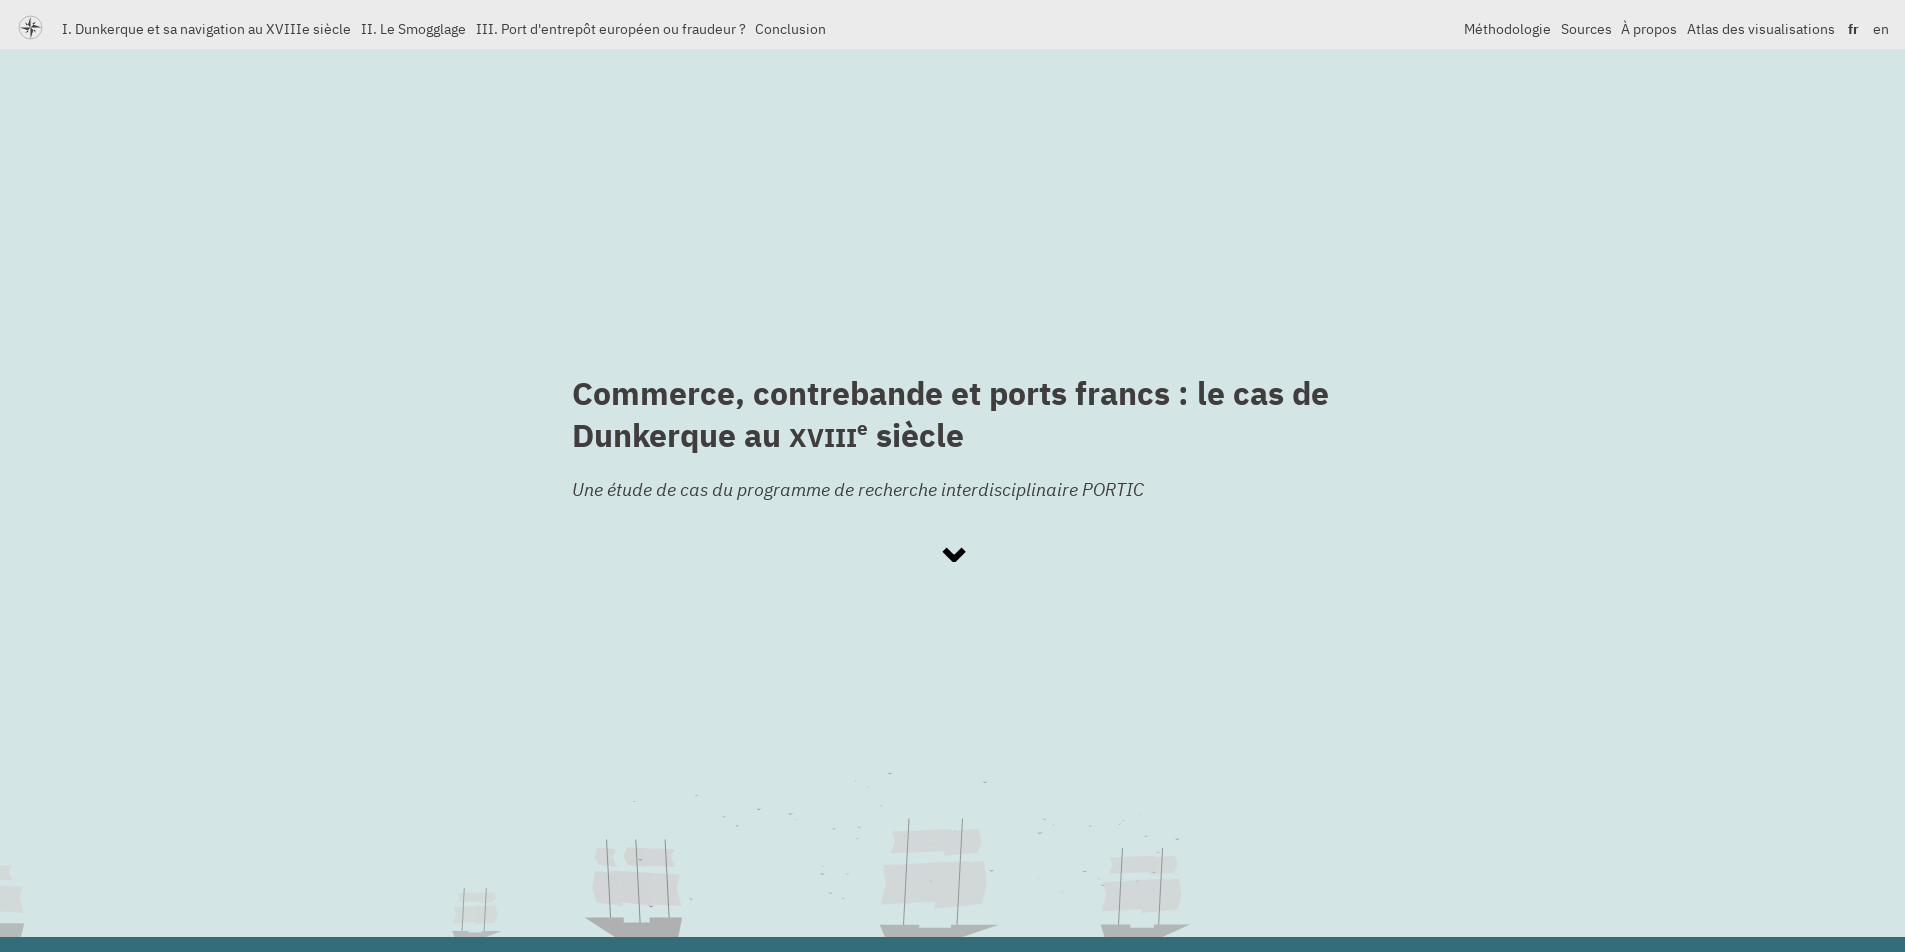 I. Dunkerque et sa navigation au XVIIIe siècle II. Le Smogglage III. Port d'entrepôt européen ou fraudeur ? Conclusion Méthodologie Sources À propos Atlas des visualisations fr en
Commerce, contrebande et ports francs : le cas de
Dunkerque au XVIIIe siècle
Une étude de cas du programme de recherche interdisciplinaire PORTIC